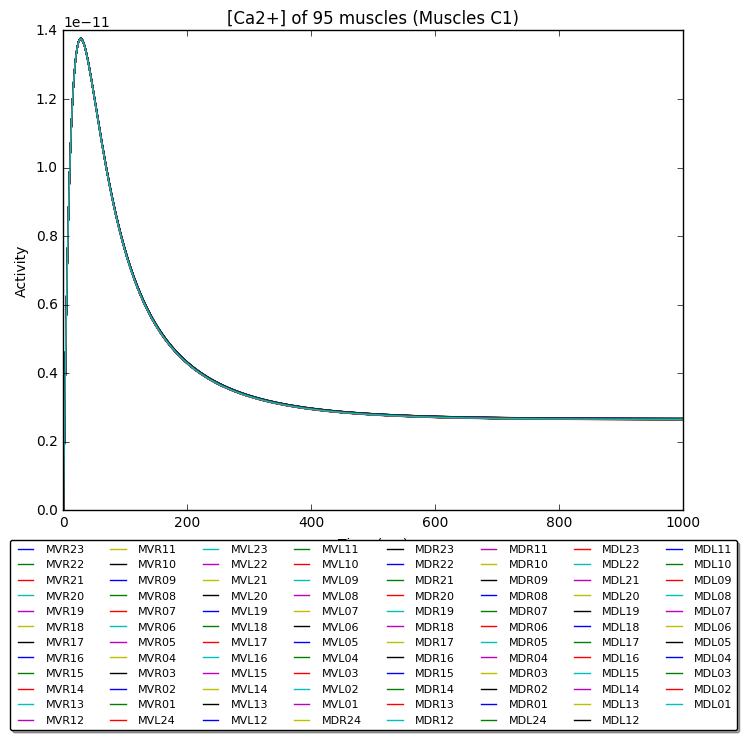 [Ca2+] of 95 muscles (Muscles C1)
1e−11
1.4
1.2
1.0
0.8
0.6
0.4
0.2
0.0
Activity
0 200 400 600 800 1000
MVR23 MVR11 MVL23 MVL11 MDR23 MDR11 MDL23 MDL11
MVR22 MVR10 MVL22 MVL10 MDR22 MDR10 MDL22 MDL10
MVR21 MVR09 MVL21 MVL09 MDR21 MDR09 MDL21 MDL09
MVR20 MVR08 MVL20 MVL08 MDR20 MDR08 MDL20 MDL08
MVR19 MVR07 MVL19 MVL07 MDR19 MDR07 MDL19 MDL07
MVR18 MVR06 MVL18 MVL06 MDR18 MDR06 MDL18 MDL06
MVR17 MVR05 MVL17 MVL05 MDR17 MDR05 MDL17 MDL05
MVR16 MVR04 MVL16 MVL04 MDR16 MDR04 MDL16 MDL04
MVR15 MVR03 MVL15 MVL03 MDR15 MDR03 MDL15 MDL03
MVR14 MVR02 MVL14 MVL02 MDR14 MDR02 MDL14 MDL02
MVR13 MVR01 MVL13 MVL01 MDR13 MDR01 MDL13 MDL01
MVR12 MVL24 MVL12 MDR24 MDR12 MDL24 MDL12